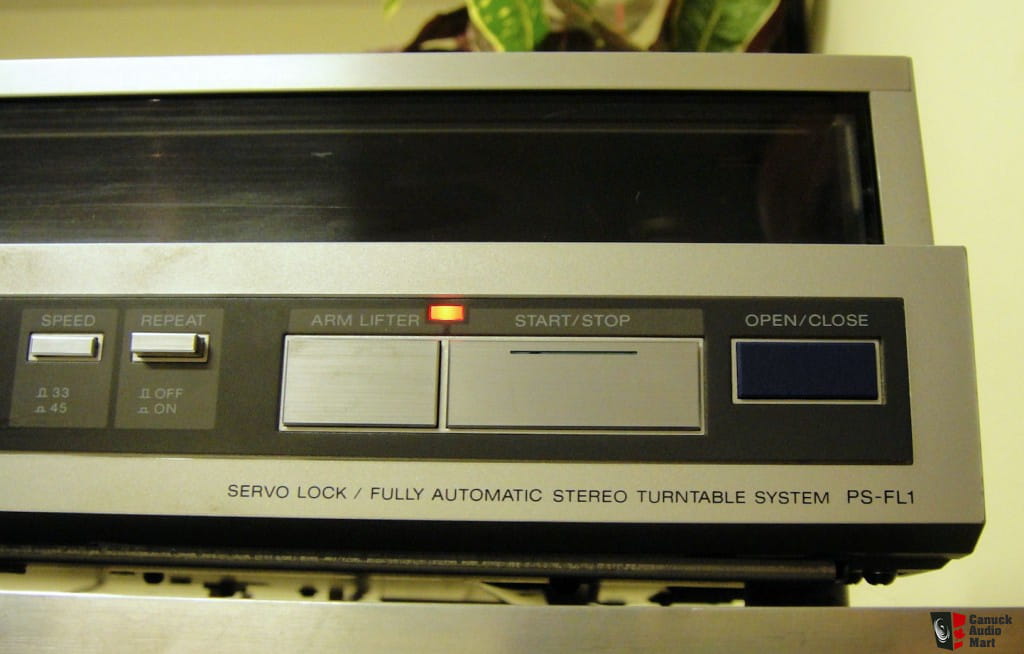 SPEED
33
45
REPEAT
OFF
ON
ARM LIFTER
START/STOP
OPEN/CLOSE
SERVO LOCK / FULLY AUTOMATIC STEREO TURNTABLE SYSTEM PS-FL1
Canuck
Audio
Mart